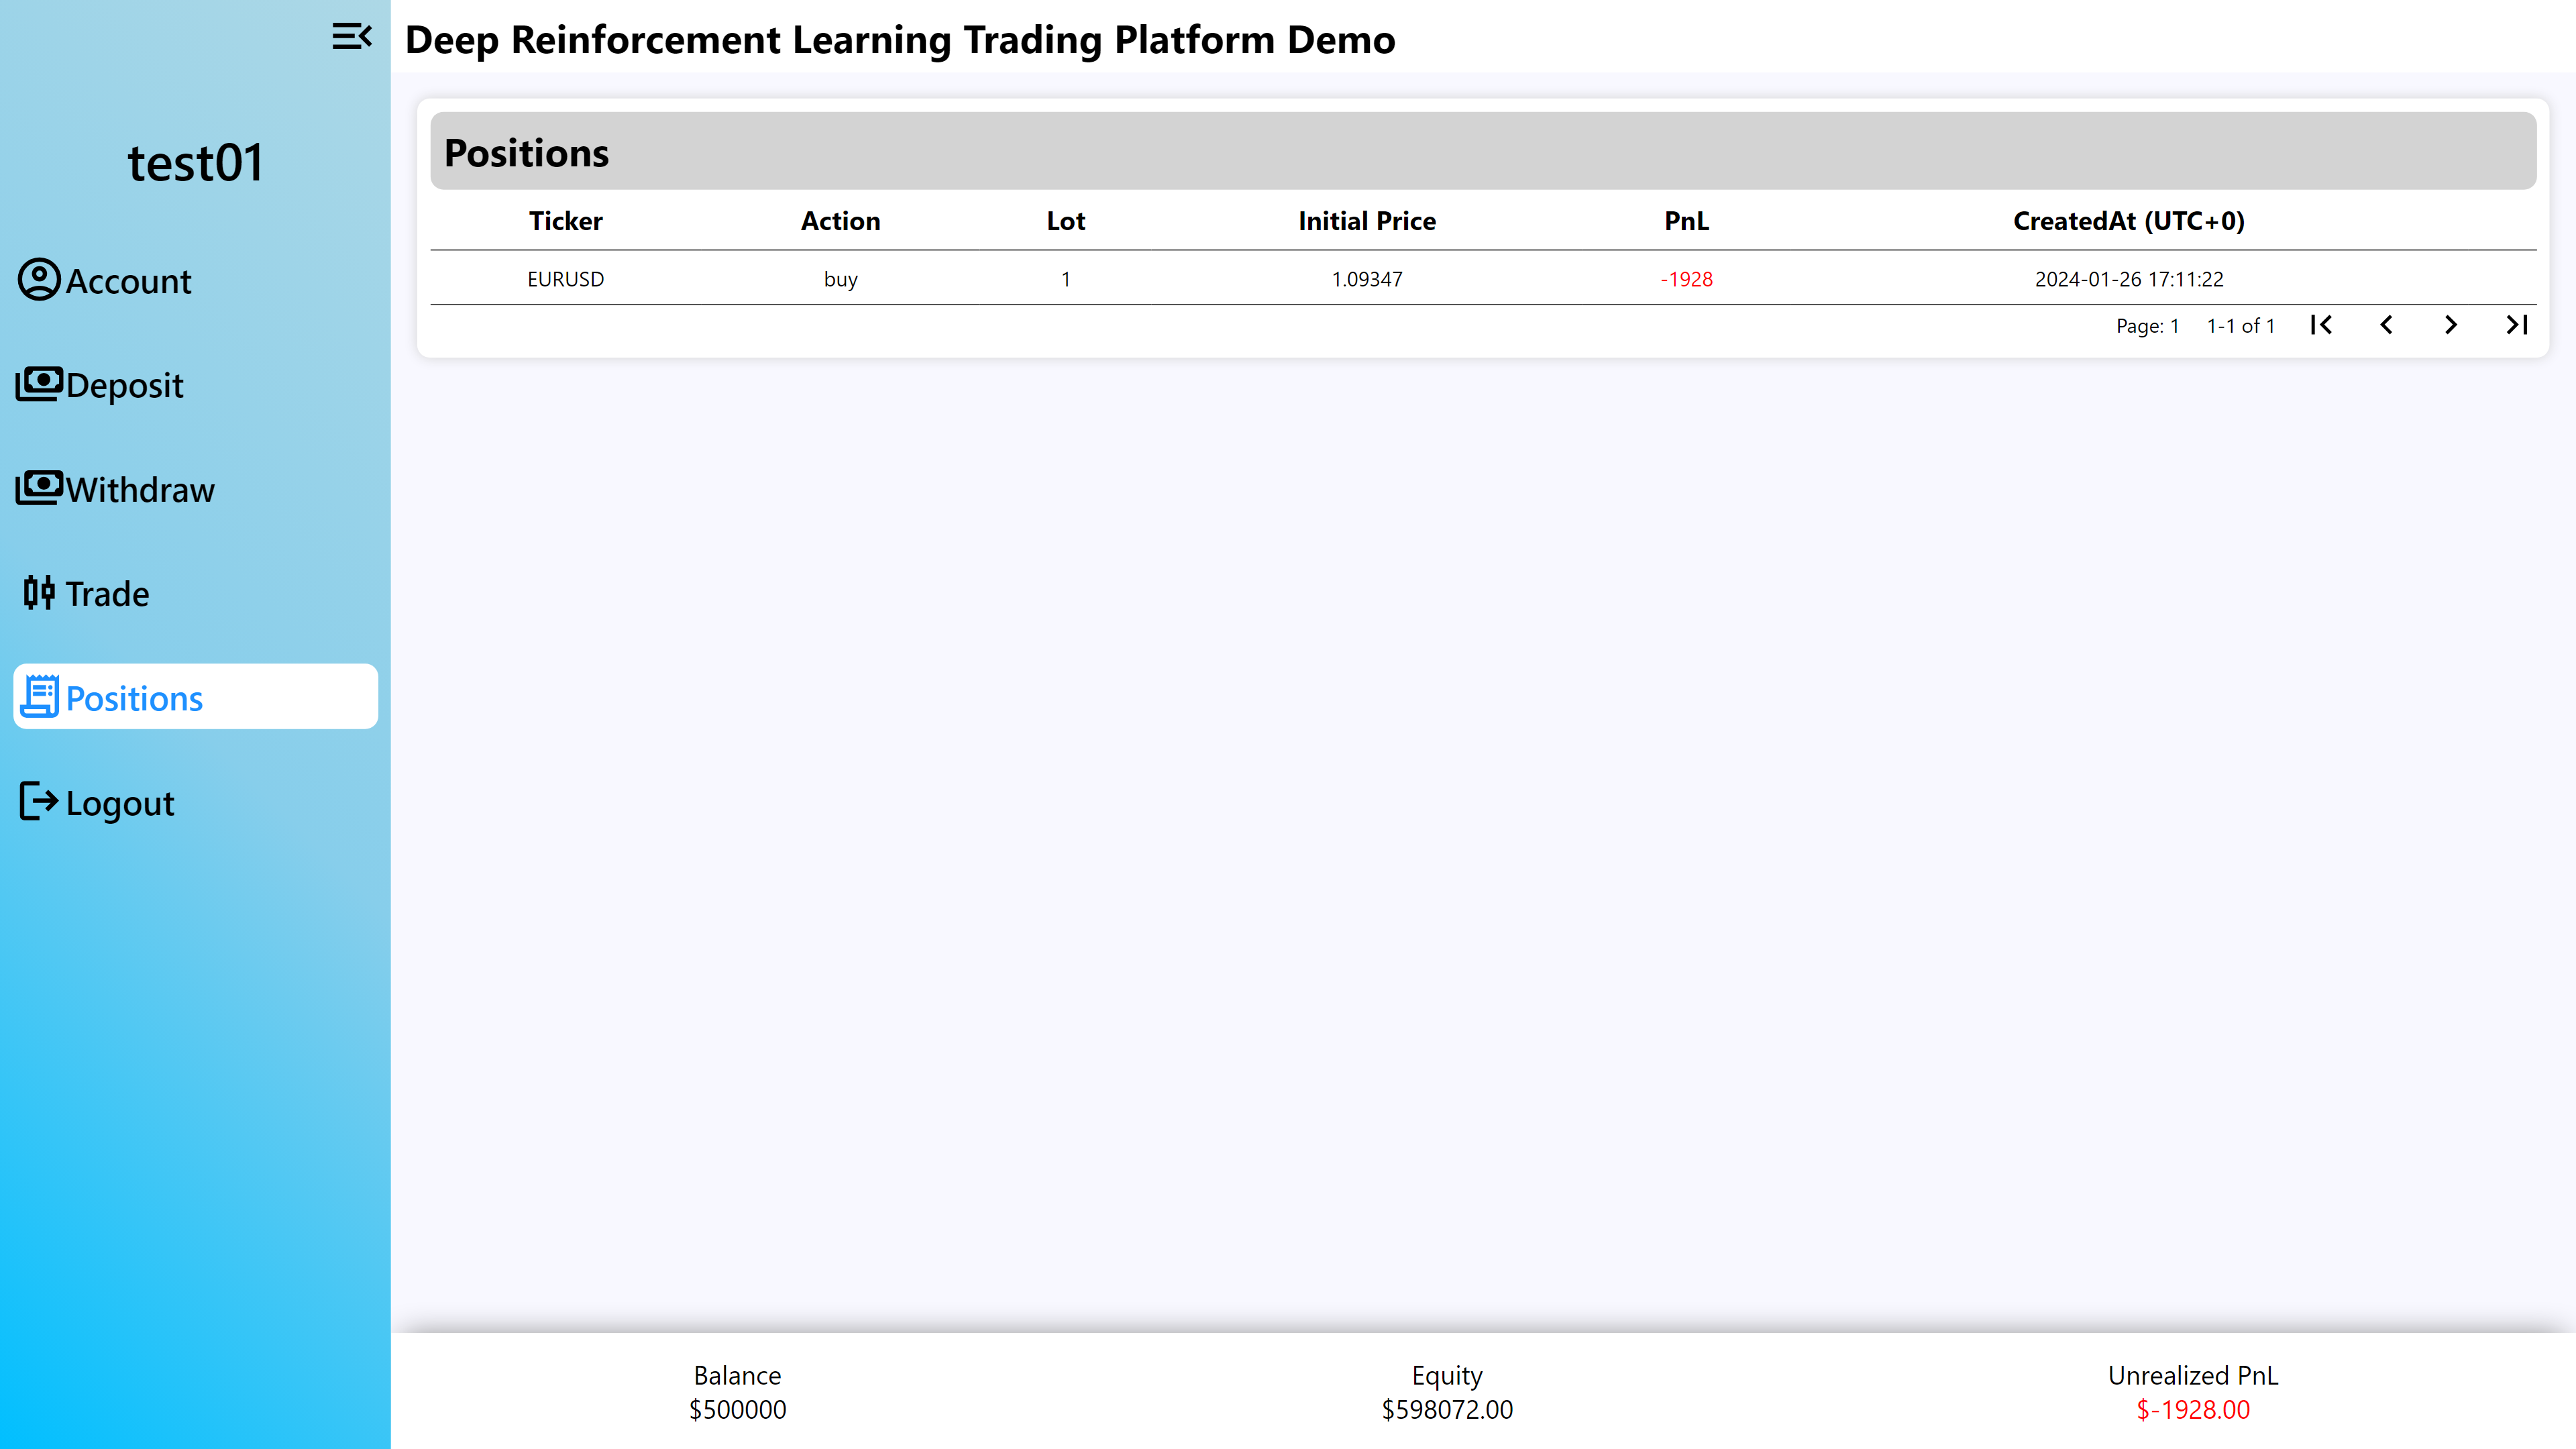 Deep Reinforcement Learning Trading Platform Demo
test01
Account
Deposit
Withdraw
Trade
Positions
Logout
Positions
Ticker Action Lot Initial Price PnL CreatedAt (UTC+0)
EURUSD buy 1 1.09347 -1928 2024-01-26 17:11:22
Page: 1 1-1 of 1
Balance Equity Unrealized PnL
$500000 $598072.00 $-1928.00